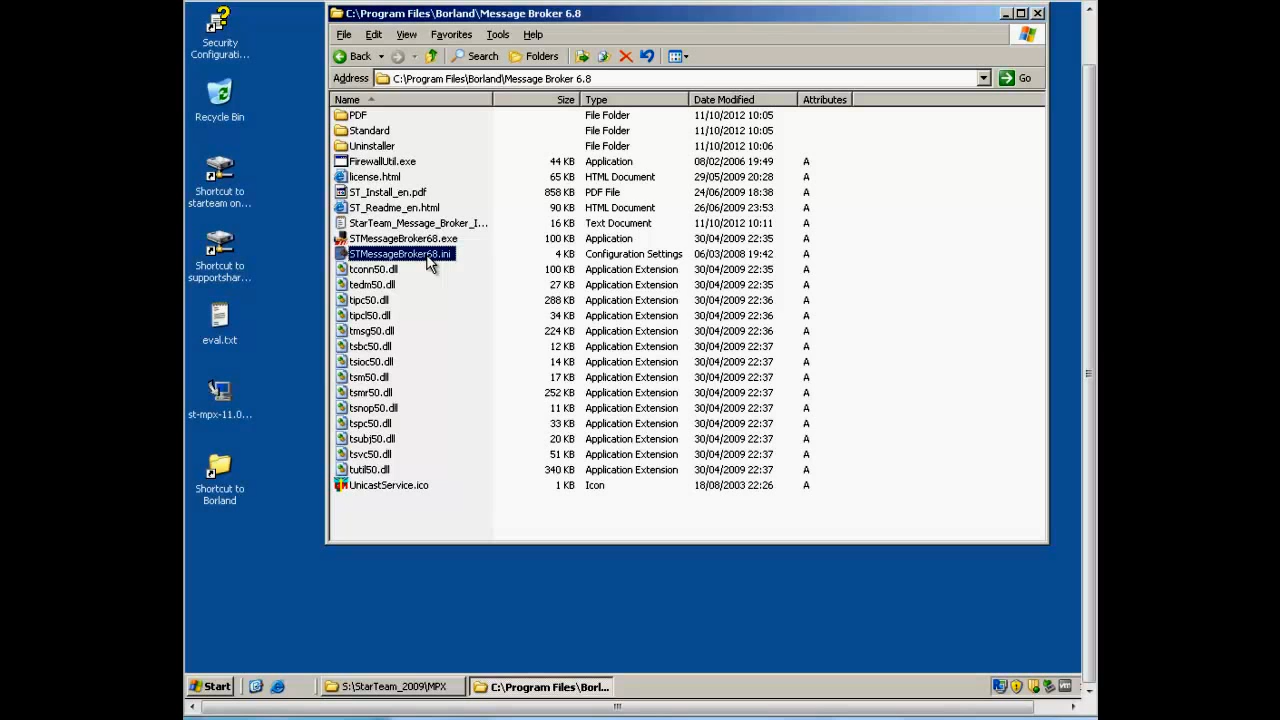 Security
Configurati...
Recycle Bin
Shortcut to
starteam on...
Shortcut to
supportshar...
eval.txt
st-mpx-11.0...
Shortcut to
Borland
C:\Program Files\Borland\Message Broker 6.8
File Edit View Favorites Tools Help
Back Search Folders
Address C:\Program Files\Borland\Message Broker 6.8 Go
Name Size Type Date Modified Attributes
PDF File Folder 11/10/2012 10:05
Standard File Folder 11/10/2012 10:05
Uninstaller File Folder 11/10/2012 10:06
FirewallUtil.exe 44 KB Application 08/02/2006 19:49 A
license.html 65 KB HTML Document 29/05/2009 20:28 A
ST_Install_en.pdf 858 KB PDF File 24/06/2009 18:38 A
ST_Readme_en.html 90 KB HTML Document 26/06/2009 23:53 A
StarTeam_Message_Broker_I... 16 KB Text Document 11/10/2012 10:11 A
STMessageBroker68.exe 100 KB Application 30/04/2009 22:35 A
STMessageBroker68.ini 4 KB Configuration Settings 06/03/2008 19:42 A
tconn50.dll 100 KB Application Extension 30/04/2009 22:35 A
tedm50.dll 27 KB Application Extension 30/04/2009 22:35 A
tipc50.dll 288 KB Application Extension 30/04/2009 22:36 A
tipcl50.dll 34 KB Application Extension 30/04/2009 22:36 A
tmsg50.dll 224 KB Application Extension 30/04/2009 22:36 A
tsbc50.dll 12 KB Application Extension 30/04/2009 22:37 A
tsioc50.dll 14 KB Application Extension 30/04/2009 22:37 A
tsm50.dll 17 KB Application Extension 30/04/2009 22:37 A
tsmr50.dll 252 KB Application Extension 30/04/2009 22:37 A
tsnop50.dll 11 KB Application Extension 30/04/2009 22:37 A
tspc50.dll 33 KB Application Extension 30/04/2009 22:37 A
tsubj50.dll 20 KB Application Extension 30/04/2009 22:37 A
tsvc50.dll 51 KB Application Extension 30/04/2009 22:37 A
tutil50.dll 340 KB Application Extension 30/04/2009 22:37 A
UnicastService.ico 1 KB Icon 18/08/2003 22:26 A
Start S:\StarTeam_2009\MPX C:\Program Files\Borl...